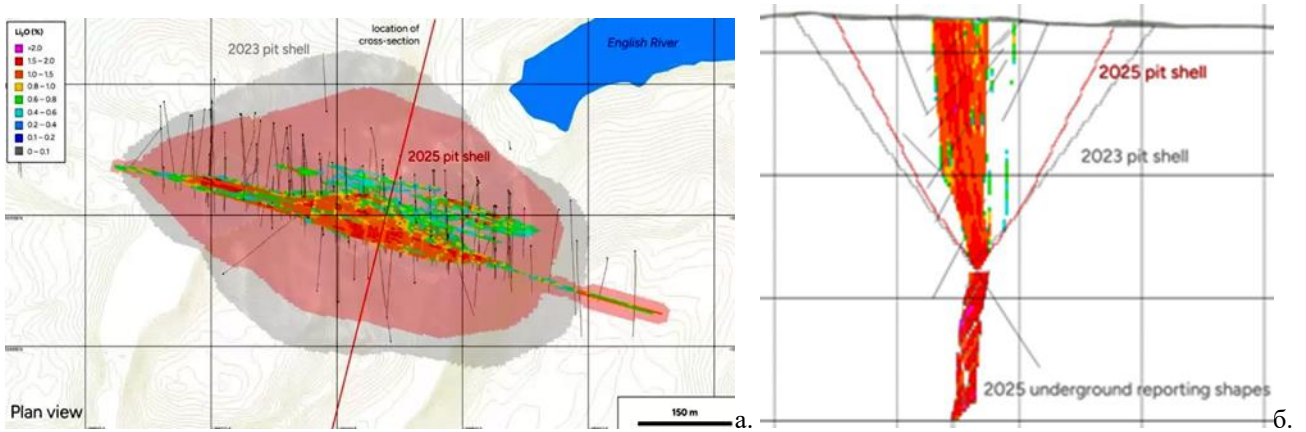 Li₂O (%)
>2.0
1.5 – 2.0
1.0 – 1.5
0.8 – 1.0
0.6 – 0.8
0.4 – 0.6
0.2 – 0.4
0.1 – 0.2
0 – 0.1
2023 pit shell
location of
cross-section
English River
2025 pit shell
Plan view
150 m
а.
2025 pit shell
2023 pit shell
2025 underground reporting shapes
б.